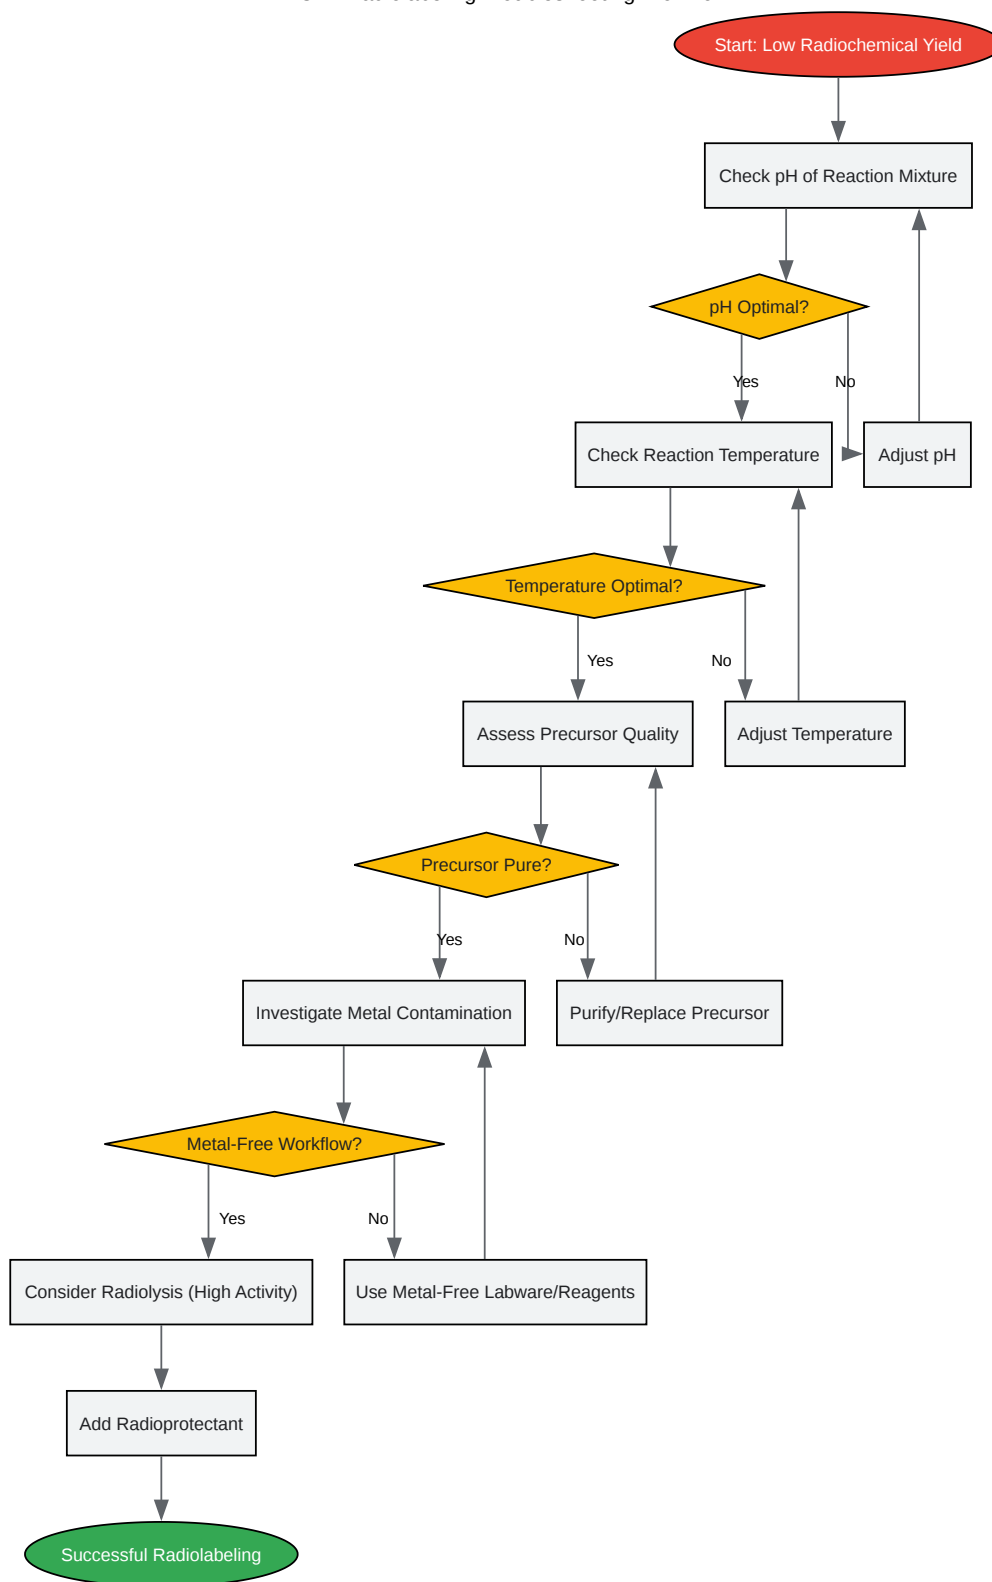 Start: Low Radiochemical Yield
Check pH of Reaction Mixture
pH Optimal?
Yes
No
Check Reaction Temperature
Adjust pH
Temperature Optimal?
Yes
No
Assess Precursor Quality
Adjust Temperature
Precursor Pure?
Yes
No
Investigate Metal Contamination
Purify/Replace Precursor
Metal-Free Workflow?
Yes
No
Consider Radiolysis (High Activity)
Use Metal-Free Labware/Reagents
Add Radioprotectant
Successful Radiolabeling